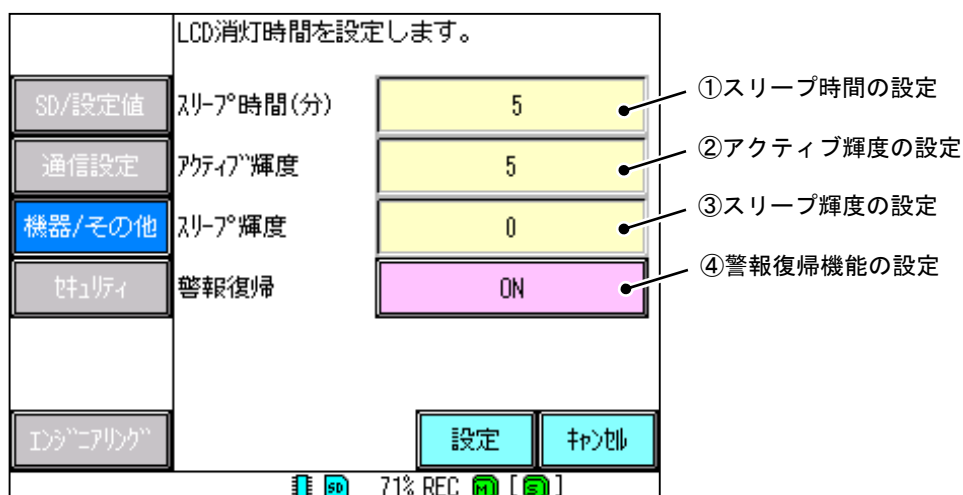 LCD消灯時間を設定します。
SD/設定値
ｽﾘｰﾌﾟ時間(分)
5
①スリープ時間の設定
通信設定
ｱｸﾃｨﾌﾞ輝度
5
②アクティブ輝度の設定
機器/その他
ｽﾘｰﾌﾟ輝度
0
③スリープ輝度の設定
ｾｷｭﾘﾃｨ
警報復帰
ON
④警報復帰機能の設定
ｴﾝｼﾞﾆｱﾘﾝｸﾞ
設定
ｷｬﾝｾﾙ
SD 71% REC M [ S ]